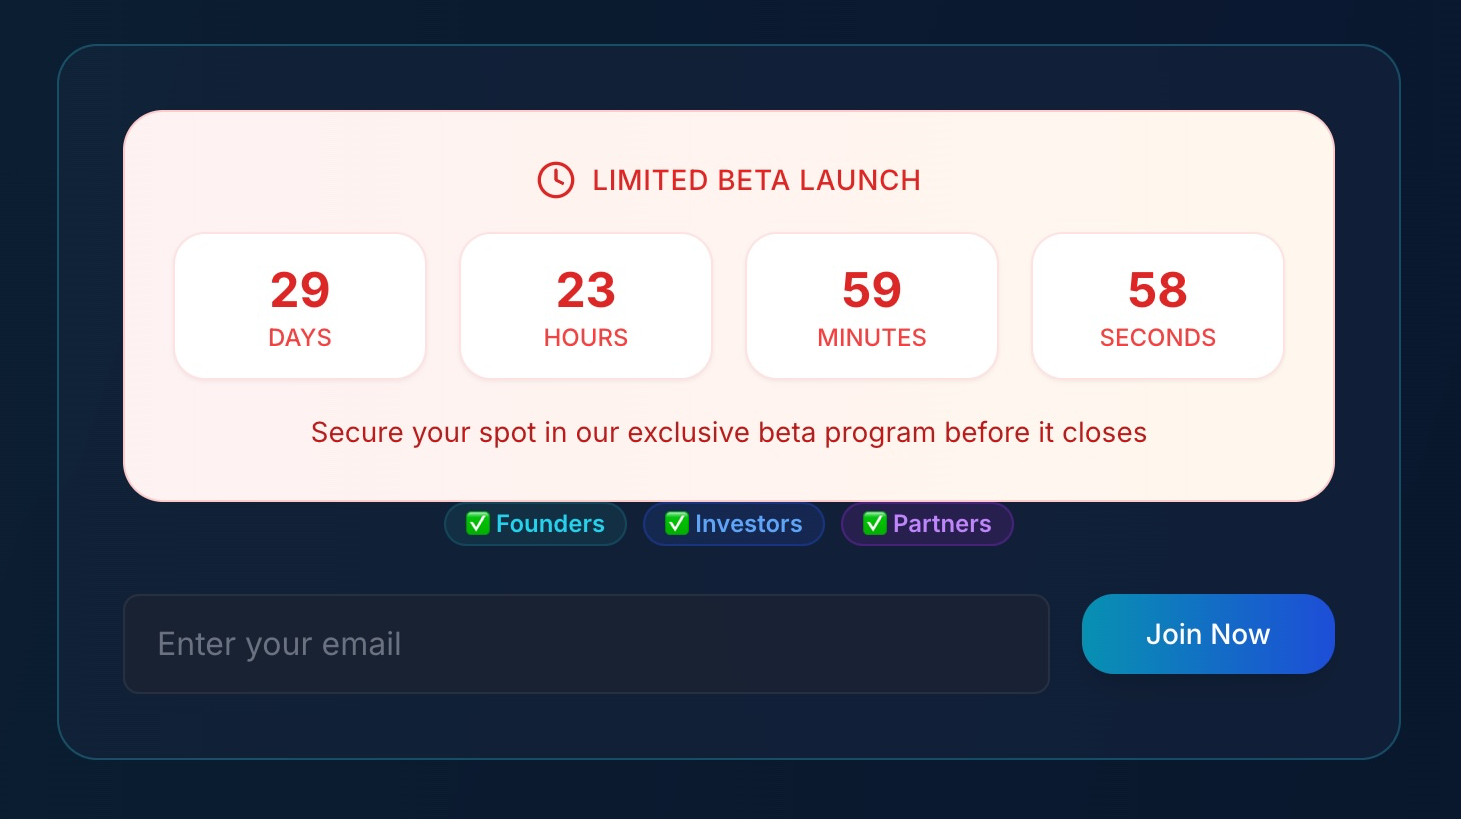 LIMITED BETA LAUNCH
29 23 59 58
DAYS HOURS MINUTES SECONDS
Secure your spot in our exclusive beta program before it closes
✅ Founders ✅ Investors ✅ Partners
Enter your email Join Now